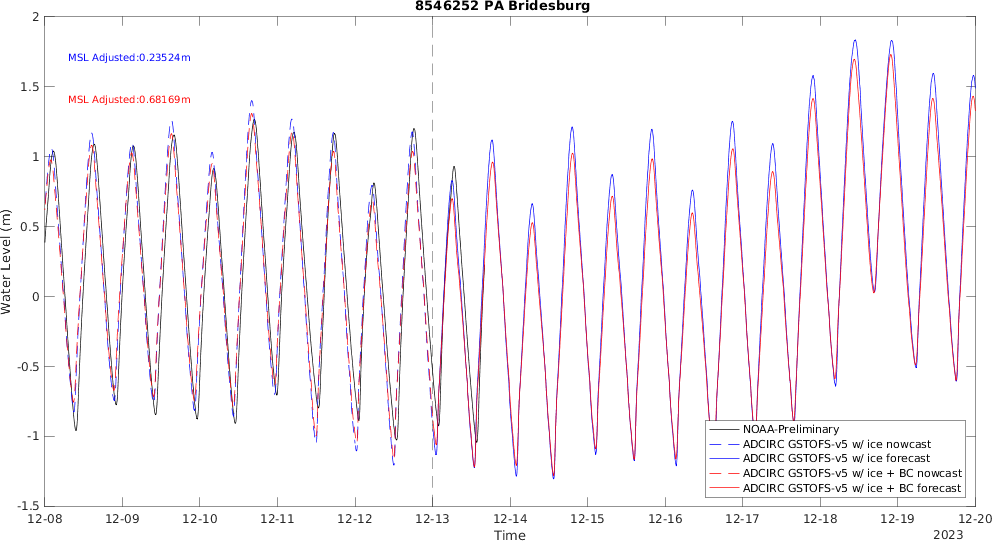 8546252 PA Bridesburg
MSL Adjusted:0.23524m
MSL Adjusted:0.68169m
Water Level (m)
2
1.5
1
0.5
0
-0.5
-1
-1.5
NOAA-Preliminary
ADCIRC GSTOFS-v5 w/ ice nowcast
ADCIRC GSTOFS-v5 w/ ice forecast
ADCIRC GSTOFS-v5 w/ ice + BC nowcast
ADCIRC GSTOFS-v5 w/ ice + BC forecast
12-08 12-09 12-10 12-11 12-12 12-13 12-14 12-15 12-16 12-17 12-18 12-19 12-20
Time
2023